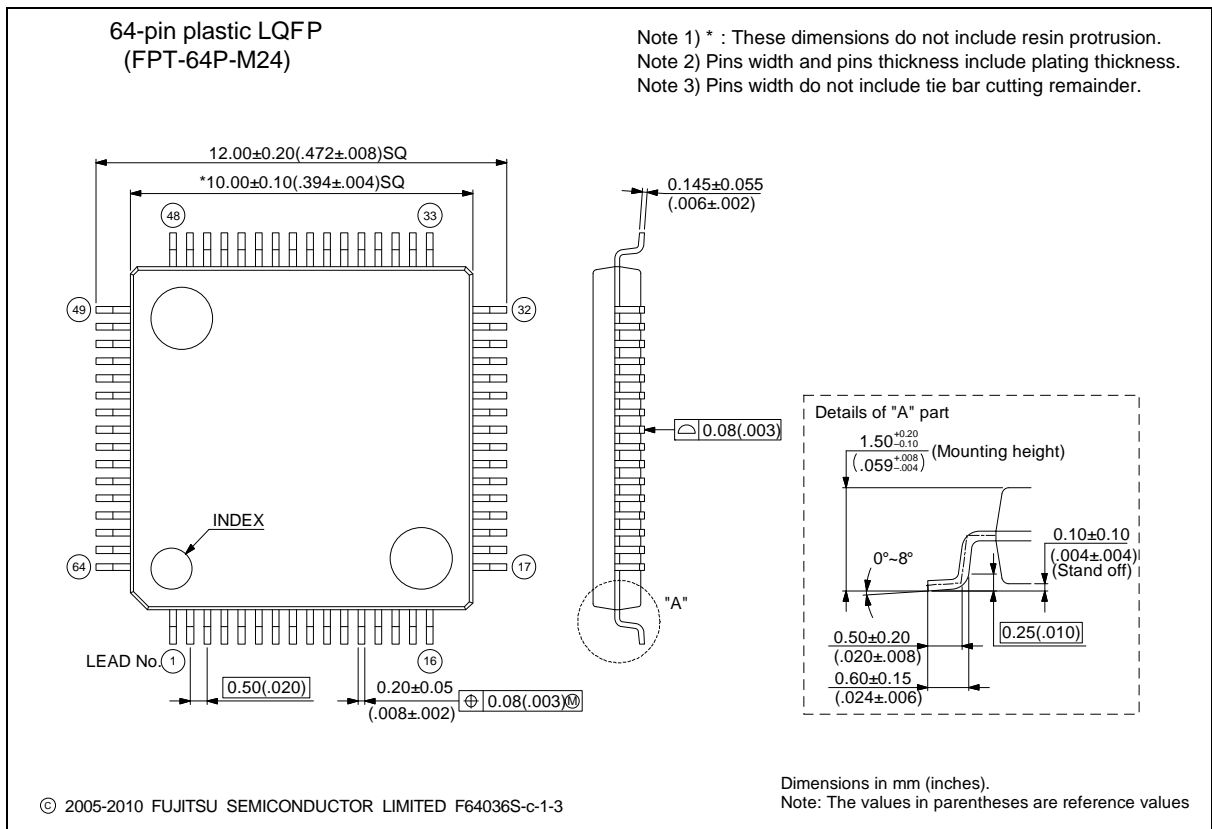 64-pin plastic LQFP
(FPT-64P-M24)
Note 1) * : These dimensions do not include resin protrusion.
Note 2) Pins width and pins thickness include plating thickness.
Note 3) Pins width do not include tie bar cutting remainder.
12.00±0.20(.472±.008)SQ
*10.00±0.10(.394±.004)SQ
48
33
49
32
64
17
INDEX
LEAD No.
1
16
0.50(.020)
0.20±0.05
(.008±.002)
⌖ 0.08(.003)Ⓜ
0.145±0.055
(.006±.002)
⌓ 0.08(.003)
"A"
Details of "A" part
1.50 +0.20 −0.10
(.059 +.008 −.004)
(Mounting height)
0°~8°
0.10±0.10
(.004±.004)
(Stand off)
0.25(.010)
0.50±0.20
(.020±.008)
0.60±0.15
(.024±.006)
© 2005-2010 FUJITSU SEMICONDUCTOR LIMITED F64036S-c-1-3
Dimensions in mm (inches).
Note: The values in parentheses are reference values